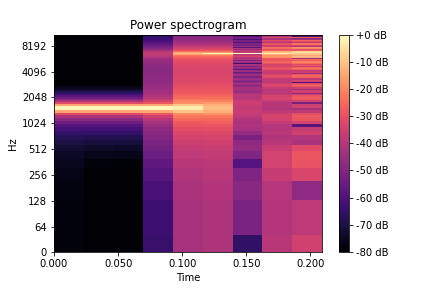 Power spectrogram
8192
4096
2048
1024
512
256
128
64
0
Hz
0.000 0.050 0.100 0.150 0.200
Time
+0 dB
-10 dB
-20 dB
-30 dB
-40 dB
-50 dB
-60 dB
-70 dB
-80 dB